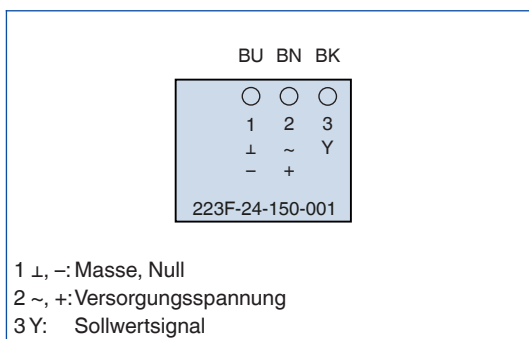 BU BN BK
1 2 3
⊥ ~ Y
– +
223F-24-150-001
1 ⊥, –: Masse, Null
2 ~, +: Versorgungsspannung
3 Y: Sollwertsignal